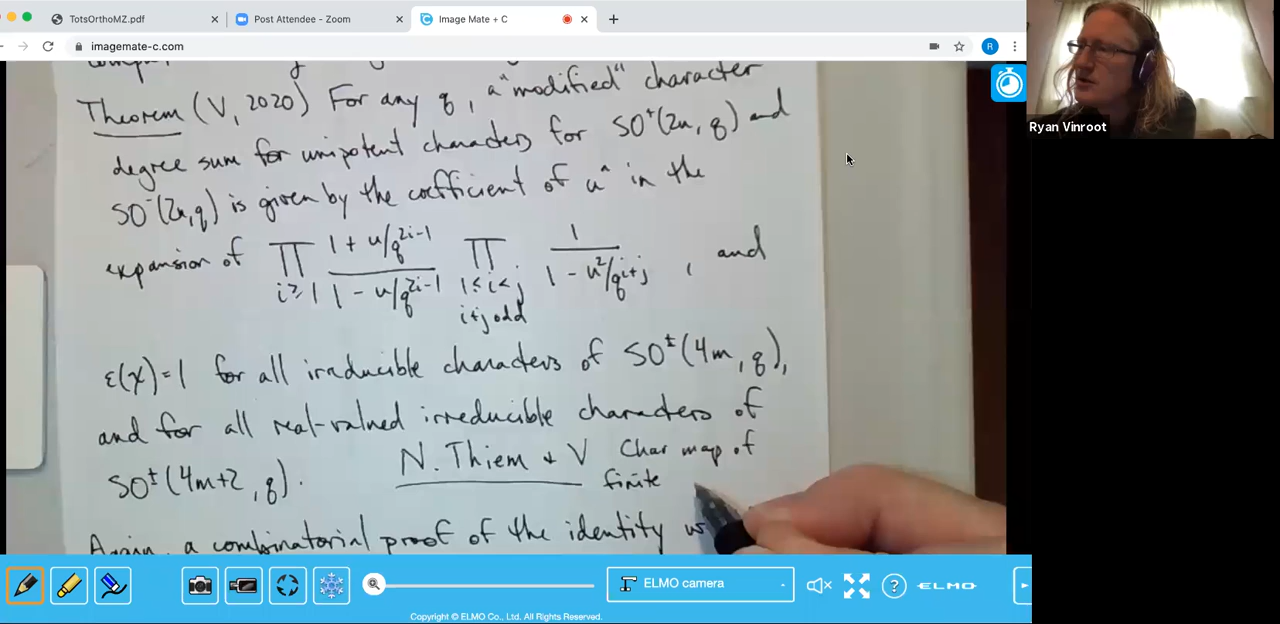 TotsOrthoMZ.pdf
Post Attendee - Zoom
Image Mate + C
imagemate-c.com
R
Theorem (V, 2020) For any q, a "modified" character
degree sum for unipotent characters for SO⁺(2n, q) and
SO⁻(2n,q) is given by the coefficient of uⁿ in the
expansion of ∏ i≥1 (1 + u/q^{2i-1})/(1 - u/q^{2i-1}) ∏ 1≤i<j i+j odd 1/(1 - u²/q^{i+j}), and
ε(χ)=1 for all irreducible characters of SO±(4m, q),
and for all real-valued irreducible characters of
SO±(4m+2, q). N. Thiem & V Char map of
finite
Again, a combinatorial proof of the identity
ELMO camera
?
ELMO
Copyright © ELMO Co., Ltd. All Rights Reserved.
Ryan Vinroot